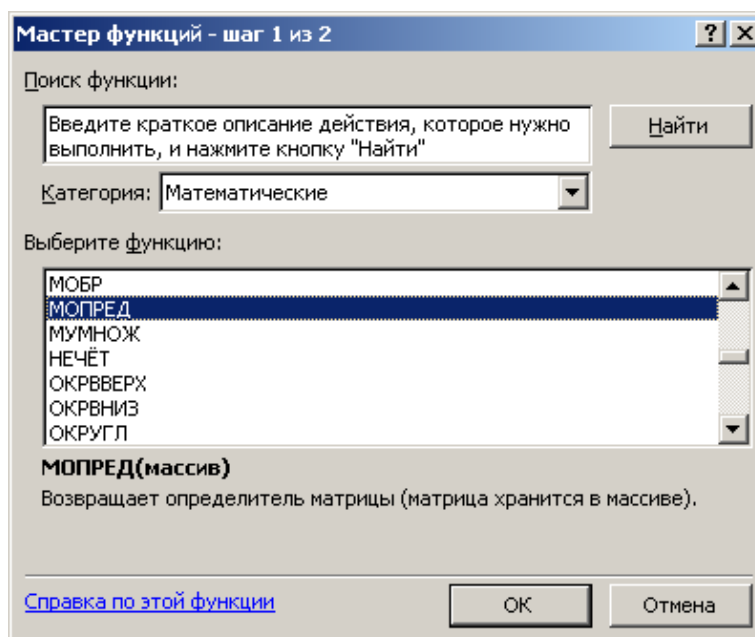 Мастер функций - шаг 1 из 2
Поиск функции:
Введите краткое описание действия, которое нужно
выполнить, и нажмите кнопку "Найти"
Найти
Категория: Математические
Выберите функцию:
МОБР
МОПРЕД
МУМНОЖ
НЕЧЁТ
ОКРВВЕРХ
ОКРВНИЗ
ОКРУГЛ
МОПРЕД(массив)
Возвращает определитель матрицы (матрица хранится в массиве).
Справка по этой функции
ОК
Отмена